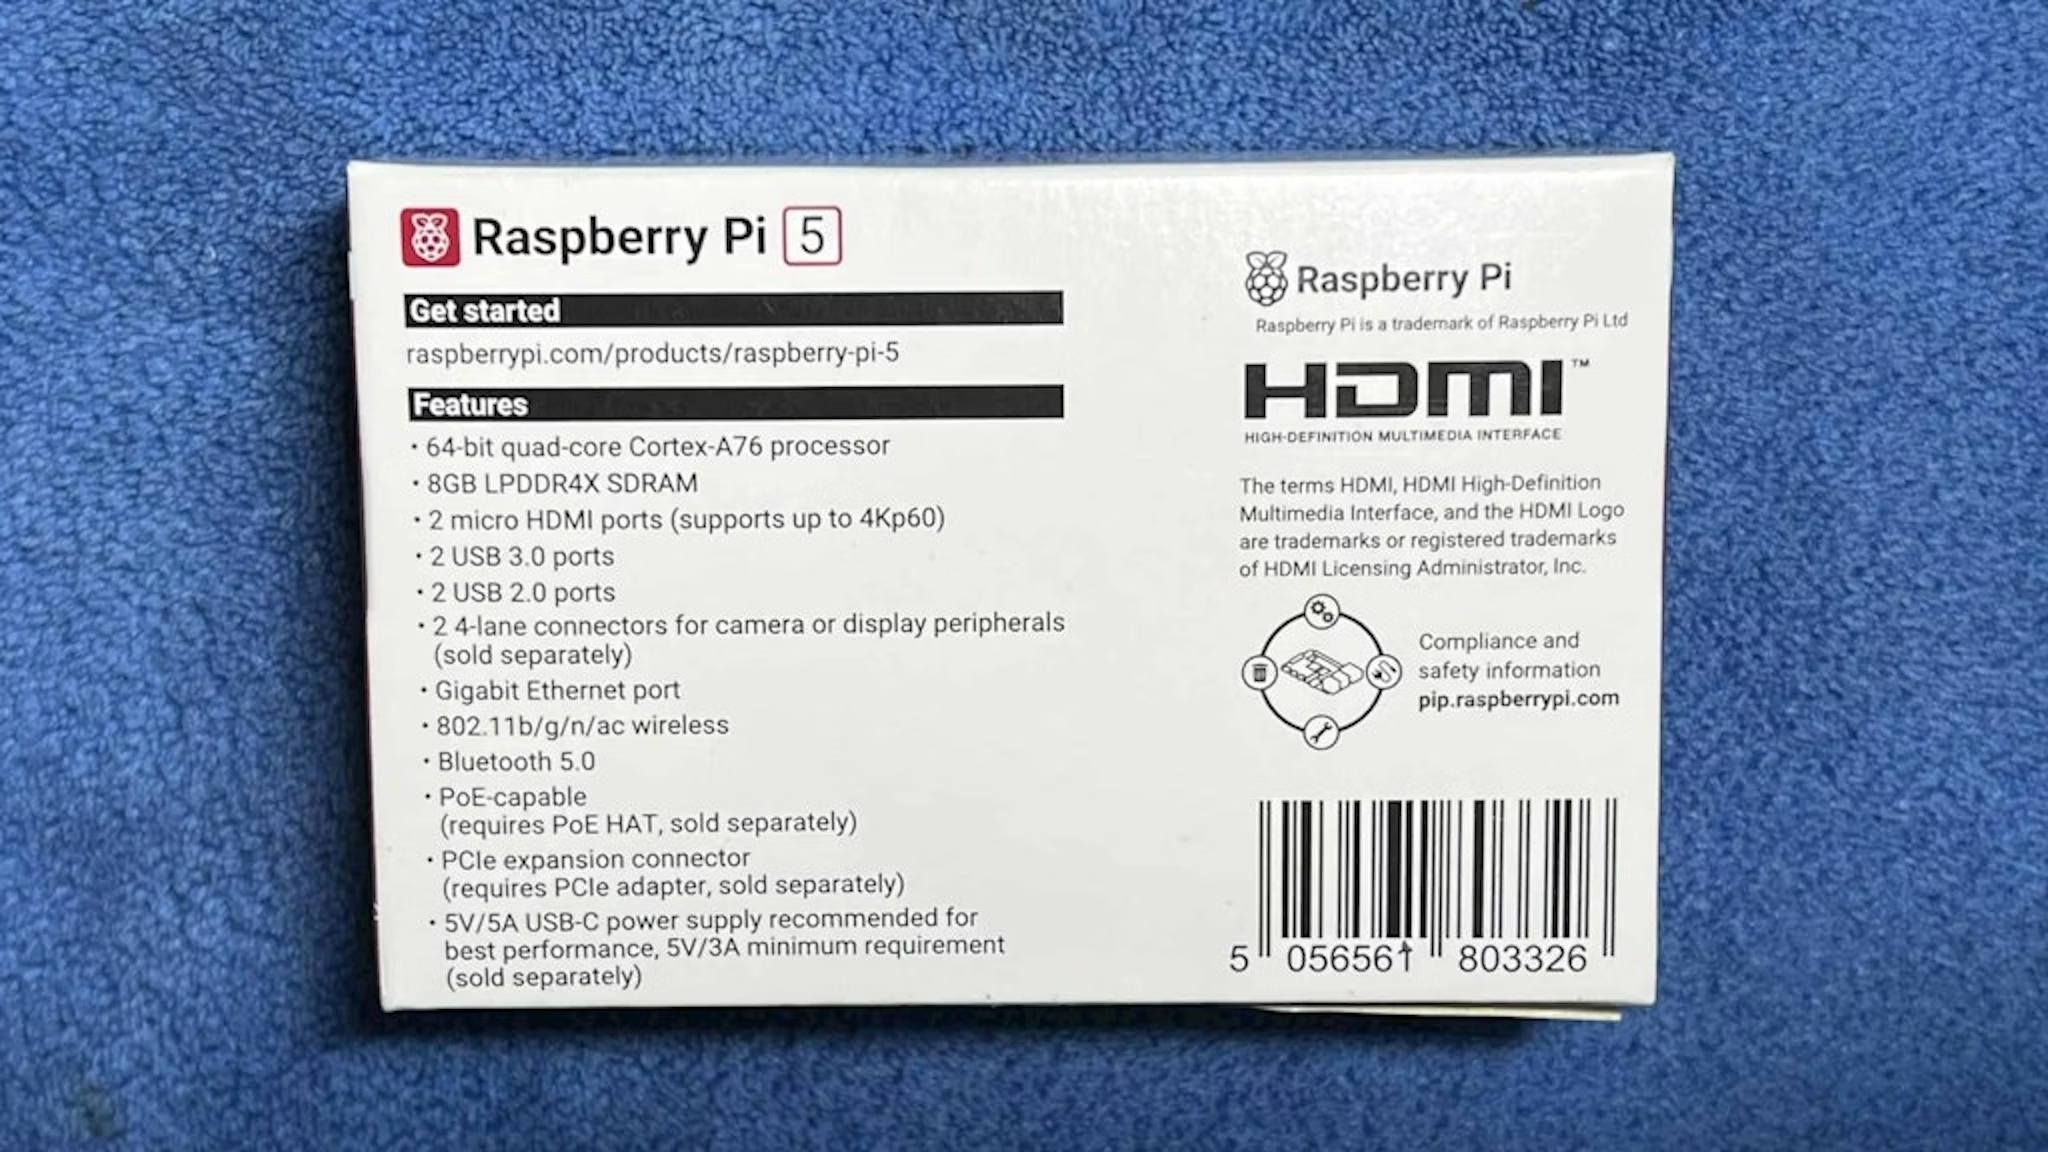 Raspberry Pi 5
Get started
raspberrypi.com/products/raspberry-pi-5
Features
• 64-bit quad-core Cortex-A76 processor
• 8GB LPDDR4X SDRAM
• 2 micro HDMI ports (supports up to 4Kp60)
• 2 USB 3.0 ports
• 2 USB 2.0 ports
• 2 4-lane connectors for camera or display peripherals
(sold separately)
• Gigabit Ethernet port
• 802.11b/g/n/ac wireless
• Bluetooth 5.0
• PoE-capable
(requires PoE HAT, sold separately)
• PCIe expansion connector
(requires PCIe adapter, sold separately)
• 5V/5A USB-C power supply recommended for
best performance, 5V/3A minimum requirement
(sold separately)
Raspberry Pi
Raspberry Pi is a trademark of Raspberry Pi Ltd
HDMI™
HIGH-DEFINITION MULTIMEDIA INTERFACE
The terms HDMI, HDMI High-Definition
Multimedia Interface, and the HDMI Logo
are trademarks or registered trademarks
of HDMI Licensing Administrator, Inc.
Compliance and
safety information
pip.raspberrypi.com
5 056561 803326